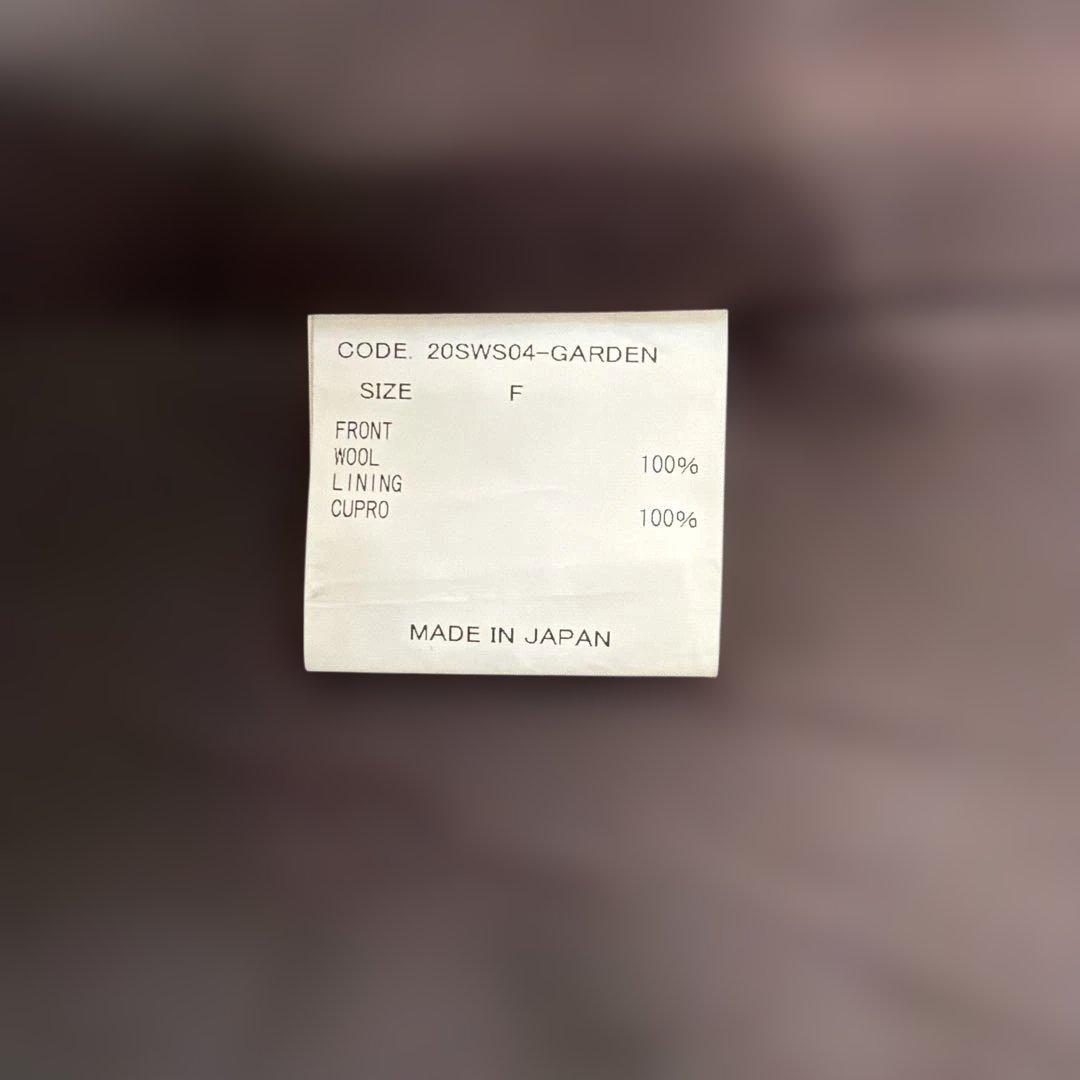 CODE. 20SWS04-GARDEN
SIZE F
FRONT
WOOL 100%
LINING
CUPRO 100%
MADE IN JAPAN